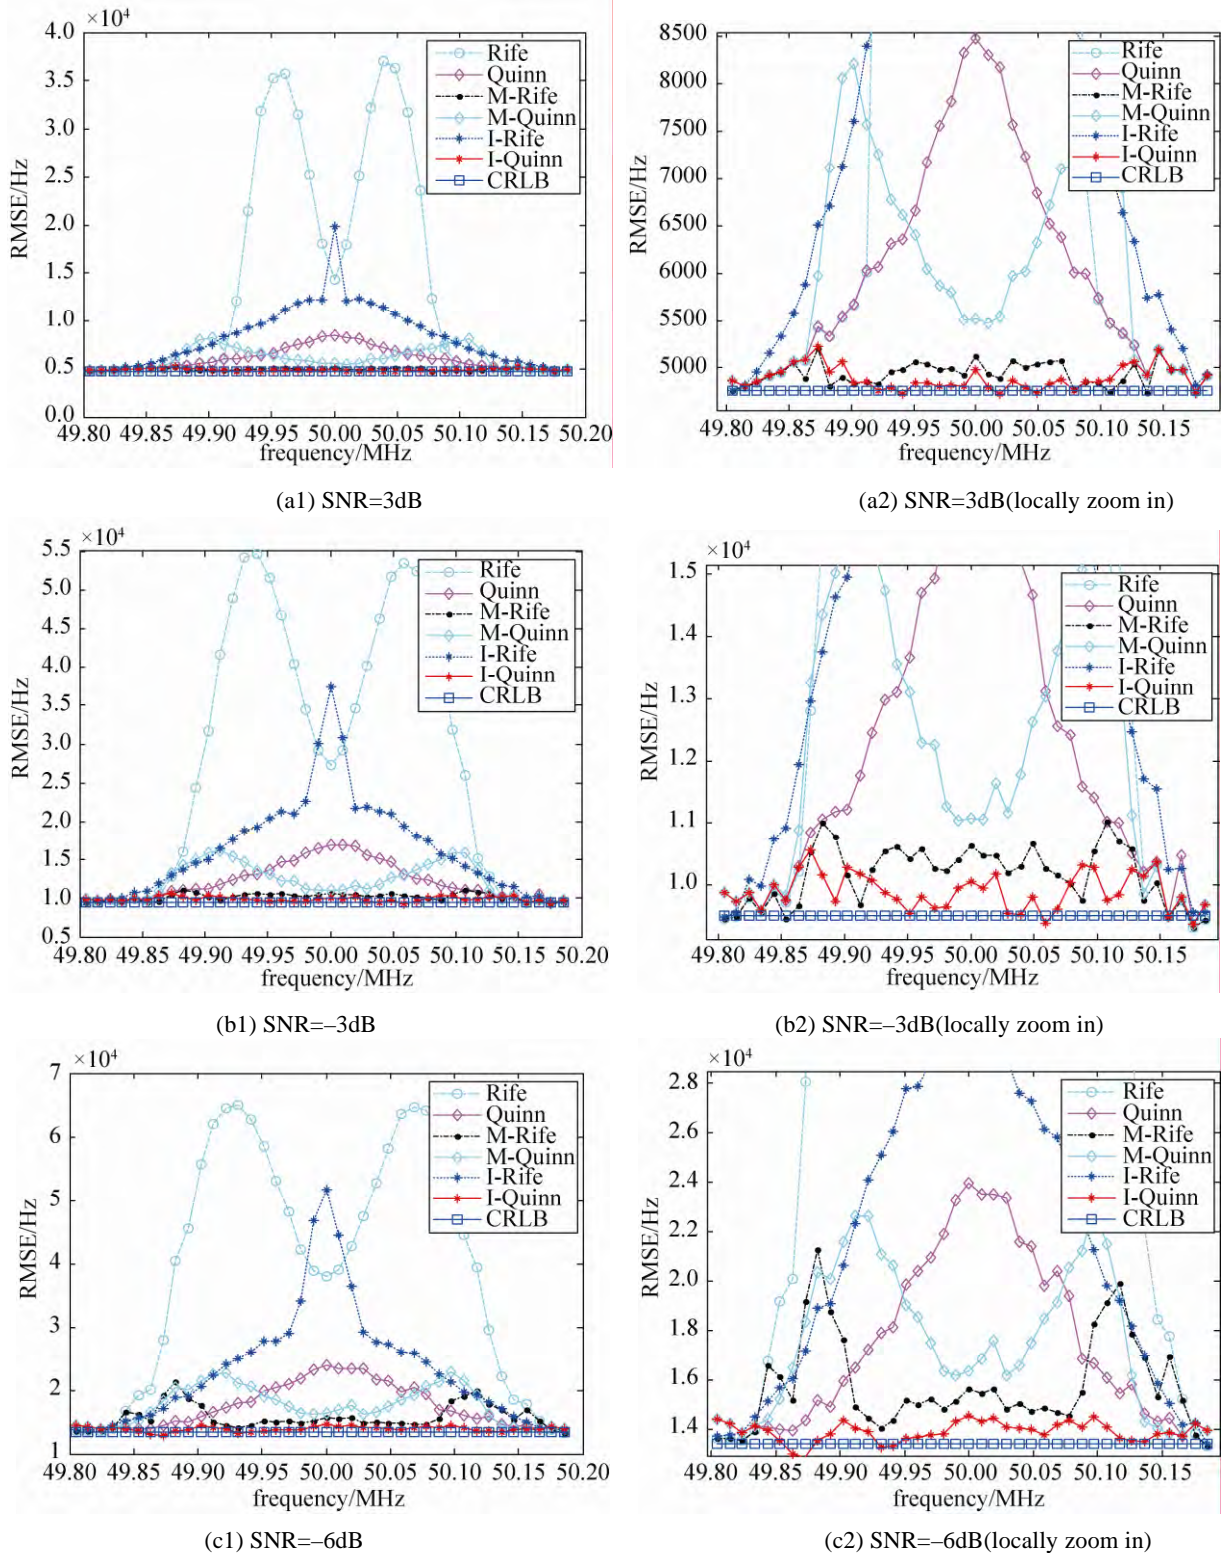 ×10⁴
4.0
3.5
3.0
2.5
2.0
1.5
1.0
0.5
0.0
RMSE/Hz
Rife
Quinn
M-Rife
M-Quinn
I-Rife
I-Quinn
CRLB
49.80 49.85 49.90 49.95 50.00 50.05 50.10 50.15 50.20
frequency/MHz
(a1) SNR=3dB
8500
8000
7500
7000
6500
6000
5500
5000
RMSE/Hz
Rife
Quinn
M-Rife
M-Quinn
I-Rife
I-Quinn
CRLB
49.80 49.85 49.90 49.95 50.00 50.05 50.10 50.15
frequency/MHz
(a2) SNR=3dB(locally zoom in)
×10⁴
5.5
5.0
4.5
4.0
3.5
3.0
2.5
2.0
1.5
1.0
0.5
RMSE/Hz
Rife
Quinn
M-Rife
M-Quinn
I-Rife
I-Quinn
CRLB
49.80 49.85 49.90 49.95 50.00 50.05 50.10 50.15 50.20
frequency/MHz
(b1) SNR=–3dB
×10⁴
1.5
1.4
1.3
1.2
1.1
1.0
RMSE/Hz
Rife
Quinn
M-Rife
M-Quinn
I-Rife
I-Quinn
CRLB
49.80 49.85 49.90 49.95 50.00 50.05 50.10 50.15
frequency/MHz
(b2) SNR=–3dB(locally zoom in)
×10⁴
7
6
5
4
3
2
1
RMSE/Hz
Rife
Quinn
M-Rife
M-Quinn
I-Rife
I-Quinn
CRLB
49.80 49.85 49.90 49.95 50.00 50.05 50.10 50.15 50.20
frequency/MHz
(c1) SNR=–6dB
×10⁴
2.8
2.6
2.4
2.2
2.0
1.8
1.6
1.4
RMSE/Hz
Rife
Quinn
M-Rife
M-Quinn
I-Rife
I-Quinn
CRLB
49.80 49.85 49.90 49.95 50.00 50.05 50.10 50.15
frequency/MHz
(c2) SNR=–6dB(locally zoom in)